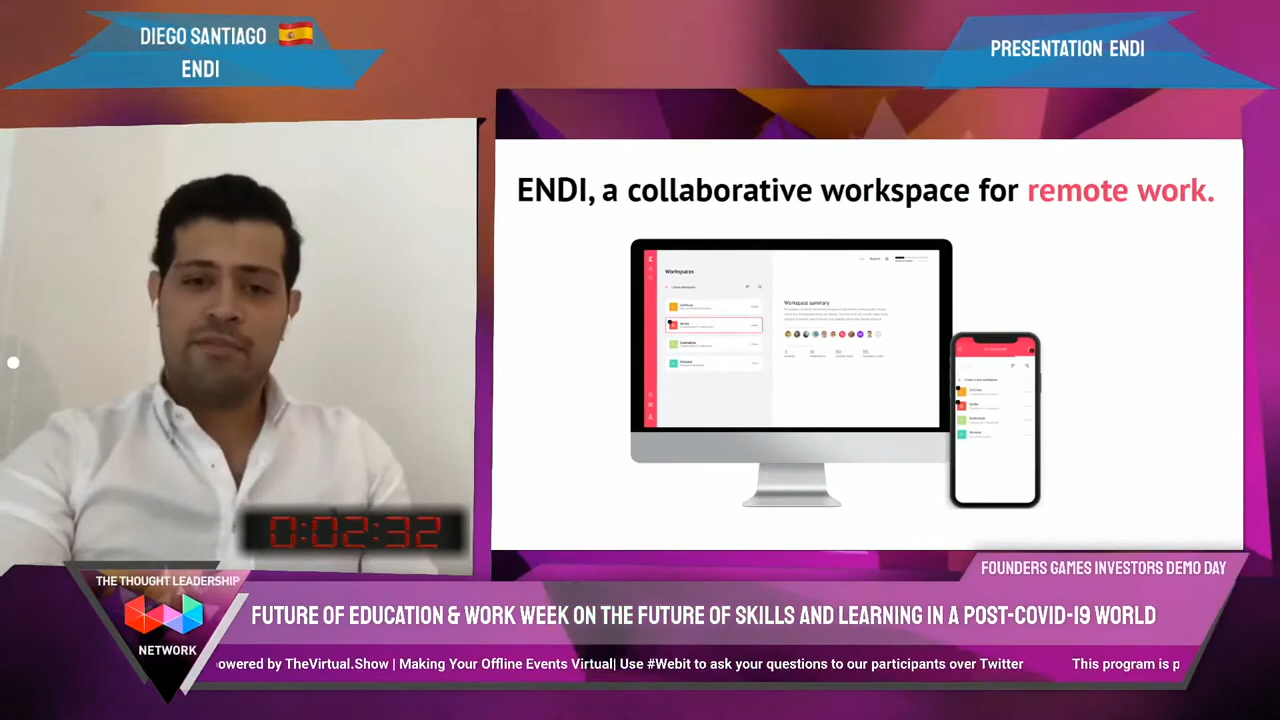 DIEGO SANTIAGO
ENDI
PRESENTATION ENDI
ENDI, a collaborative workspace for remote work.
Workspaces
Workspace summary
0:02:32
FOUNDERS GAMES INVESTORS DEMO DAY
THE THOUGHT LEADERSHIP
NETWORK
FUTURE OF EDUCATION & WORK WEEK ON THE FUTURE OF SKILLS AND LEARNING IN A POST-COVID-19 WORLD
owered by TheVirtual.Show | Making Your Offline Events Virtual| Use #Webit to ask your questions to our participants over Twitter This program is p